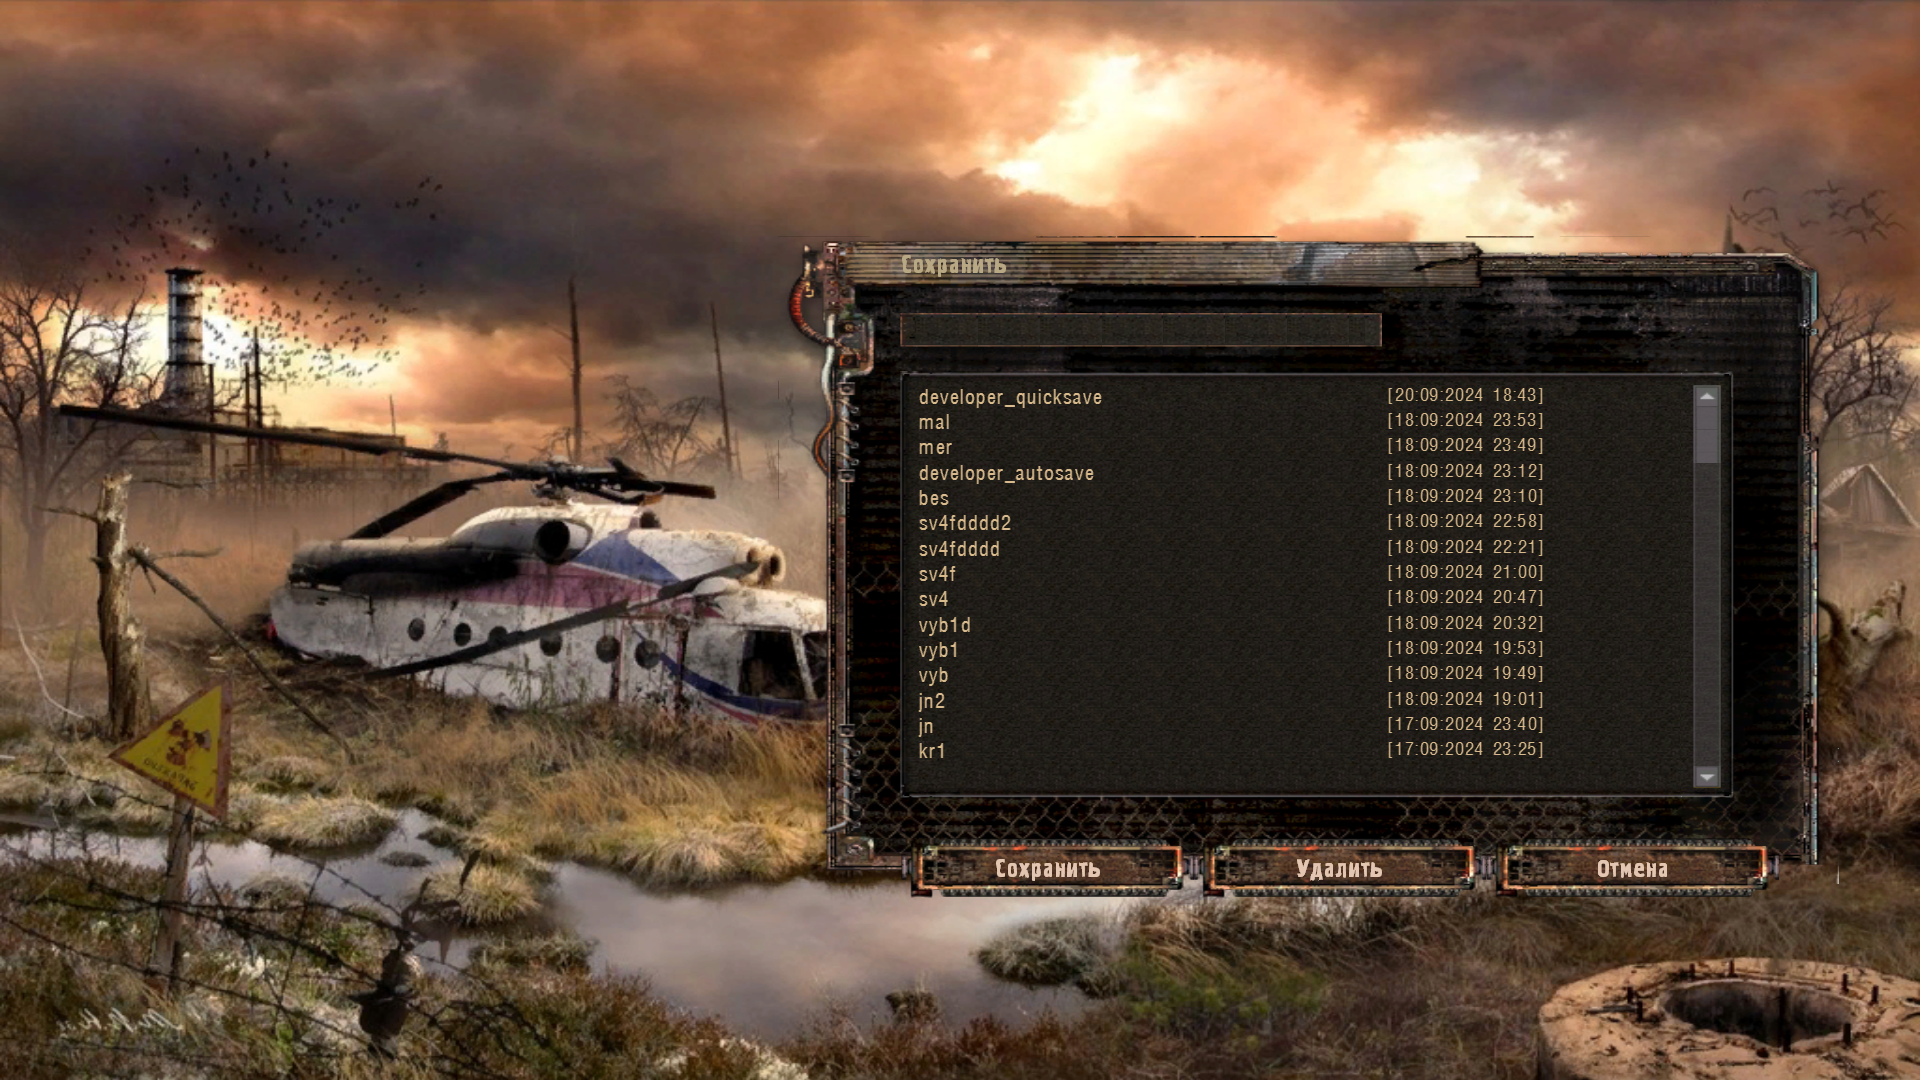 Сохранить
developer_quicksave [20:09:2024 18:43]
mal [18:09:2024 23:53]
mer [18:09:2024 23:49]
developer_autosave [18:09:2024 23:12]
bes [18:09:2024 23:10]
sv4fdddd2 [18:09:2024 22:58]
sv4fdddd [18:09:2024 22:21]
sv4f [18:09:2024 21:00]
sv4 [18:09:2024 20:47]
vyb1d [18:09:2024 20:32]
vyb1 [18:09:2024 19:53]
vyb [18:09:2024 19:49]
jn2 [18:09:2024 19:01]
jn [17:09:2024 23:40]
kr1 [17:09:2024 23:25]
Сохранить Удалить Отмена